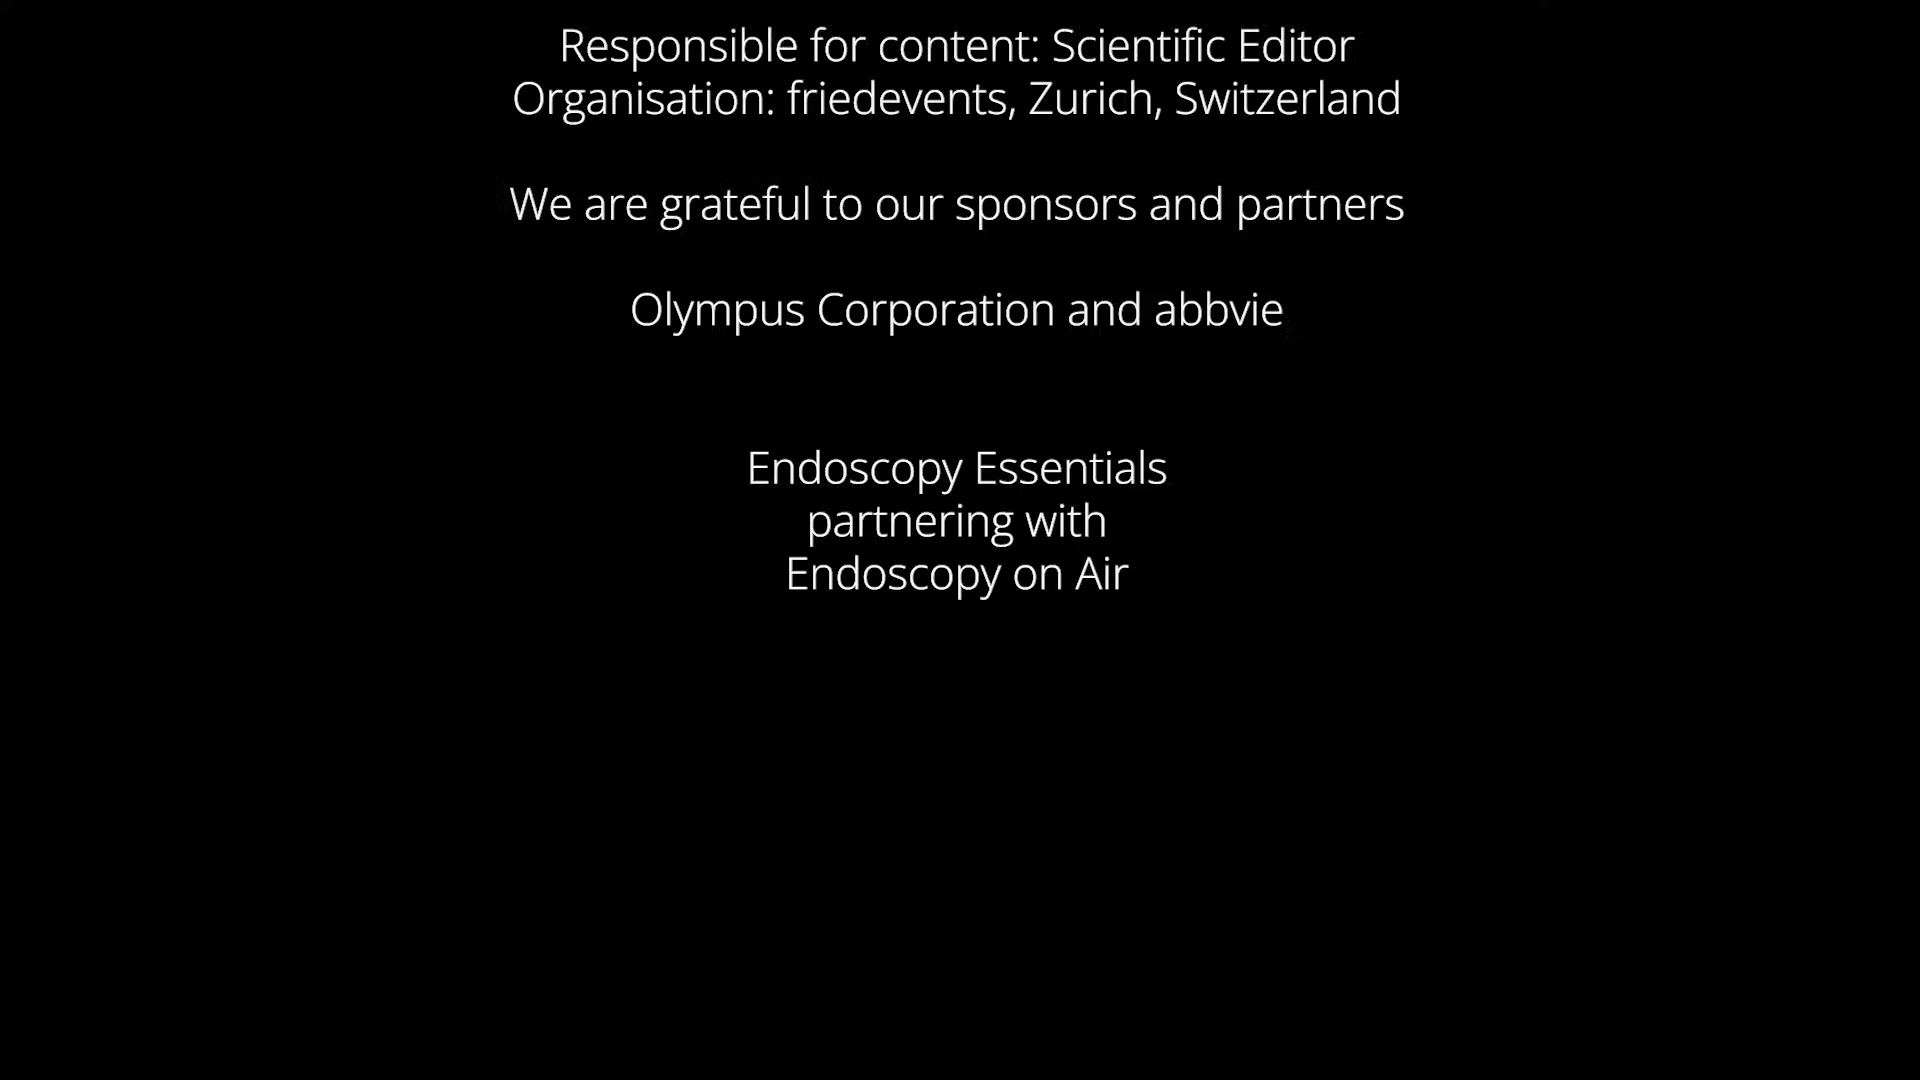 Responsible for content: Scientific Editor
Organisation: friedevents, Zurich, Switzerland
We are grateful to our sponsors and partners
Olympus Corporation and abbvie
Endoscopy Essentials
partnering with
Endoscopy on Air